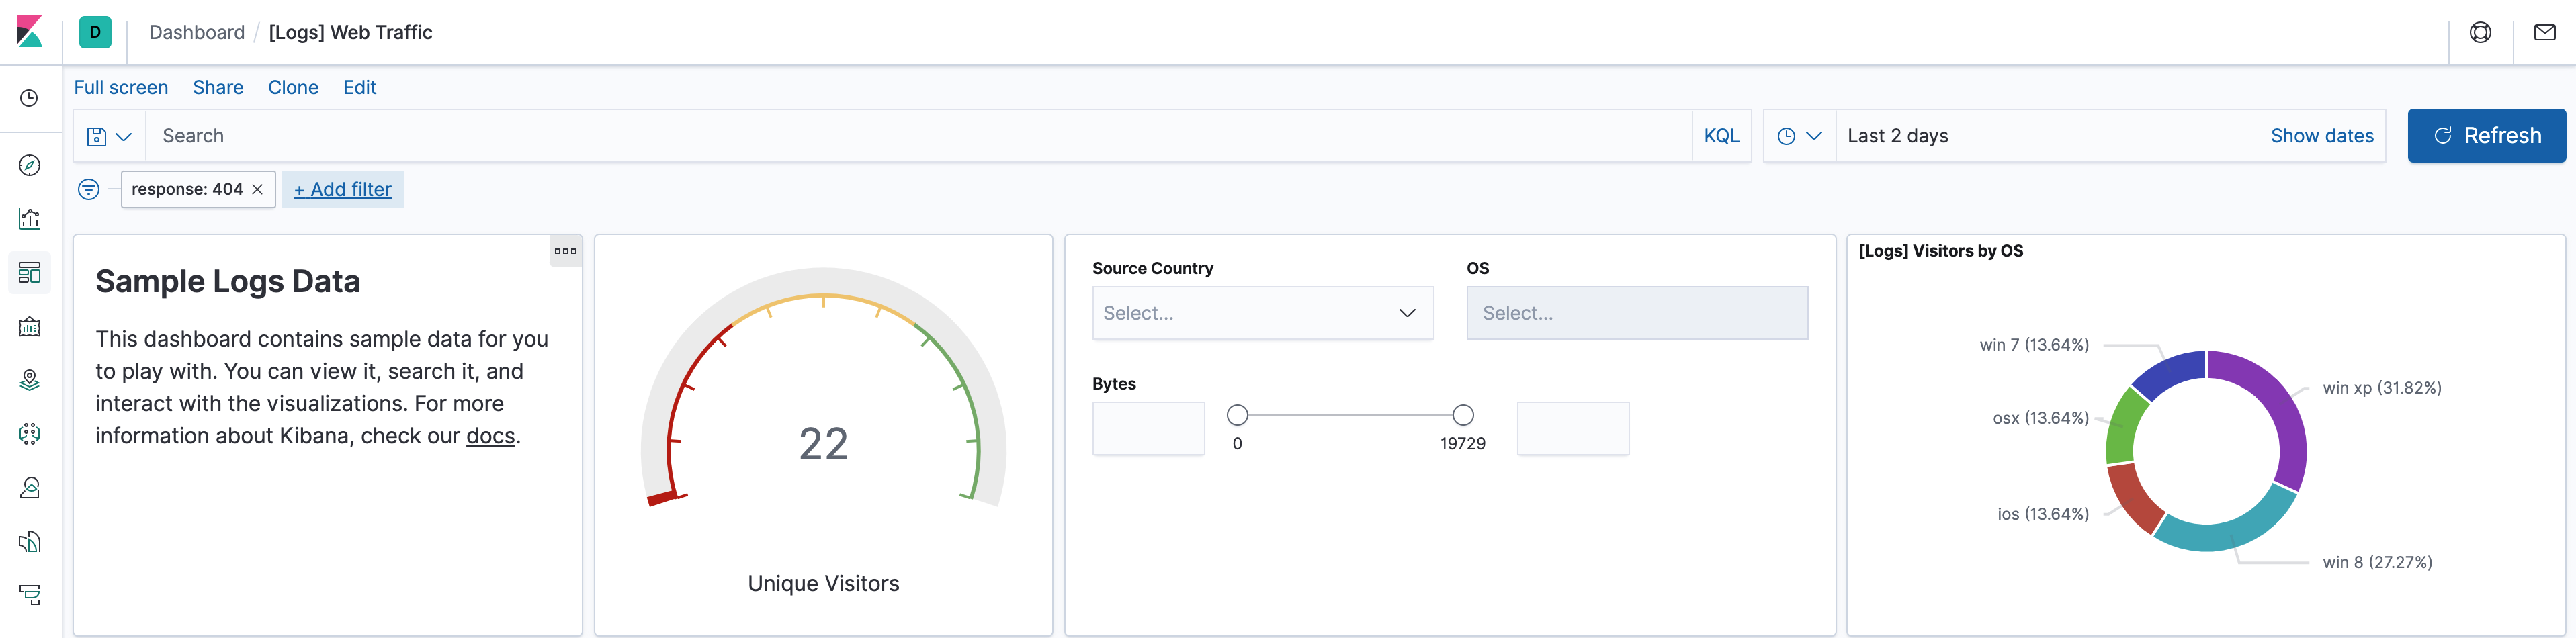 D
Dashboard / [Logs] Web Traffic
Full screen Share Clone Edit
Search
KQL
Last 2 days
Show dates
Refresh
response: 404 ×
+ Add filter
Sample Logs Data
This dashboard contains sample data for you
to play with. You can view it, search it, and
interact with the visualizations. For more
information about Kibana, check our docs.
22
Unique Visitors
Source Country
Select...
OS
Select...
Bytes
0
19729
[Logs] Visitors by OS
win 7 (13.64%)
win xp (31.82%)
osx (13.64%)
ios (13.64%)
win 8 (27.27%)